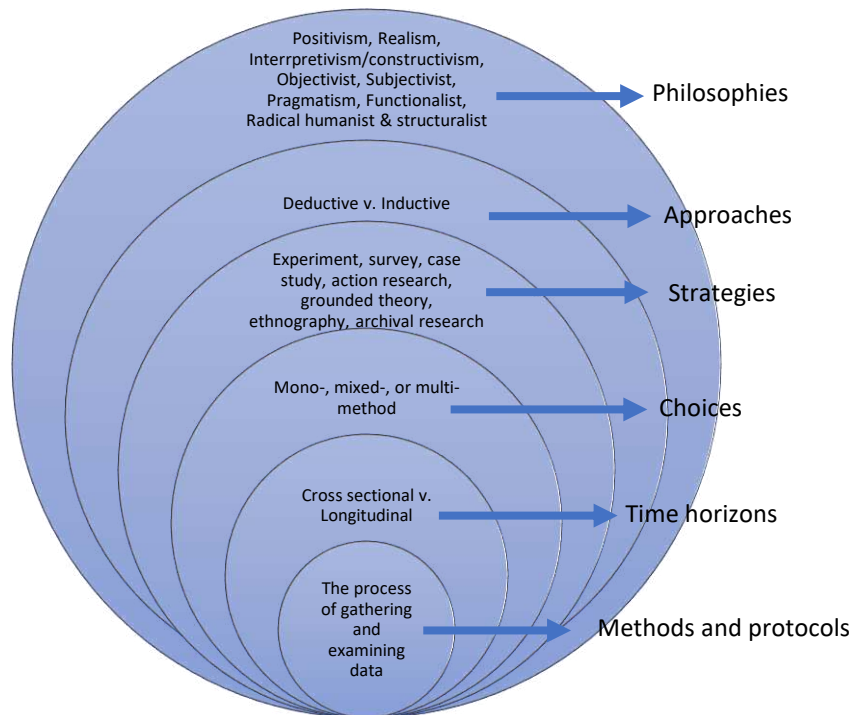 Positivism, Realism,
Interrpretivism/constructivism,
Objectivist, Subjectivist,
Pragmatism, Functionalist,
Radical humanist & structuralist
Philosophies
Deductive v. Inductive
Approaches
Experiment, survey, case
study, action research,
grounded theory,
ethnography, archival research
Strategies
Mono-, mixed-, or multi-
method
Choices
Cross sectional v.
Longitudinal
Time horizons
The process
of gathering
and
examining
data
Methods and protocols